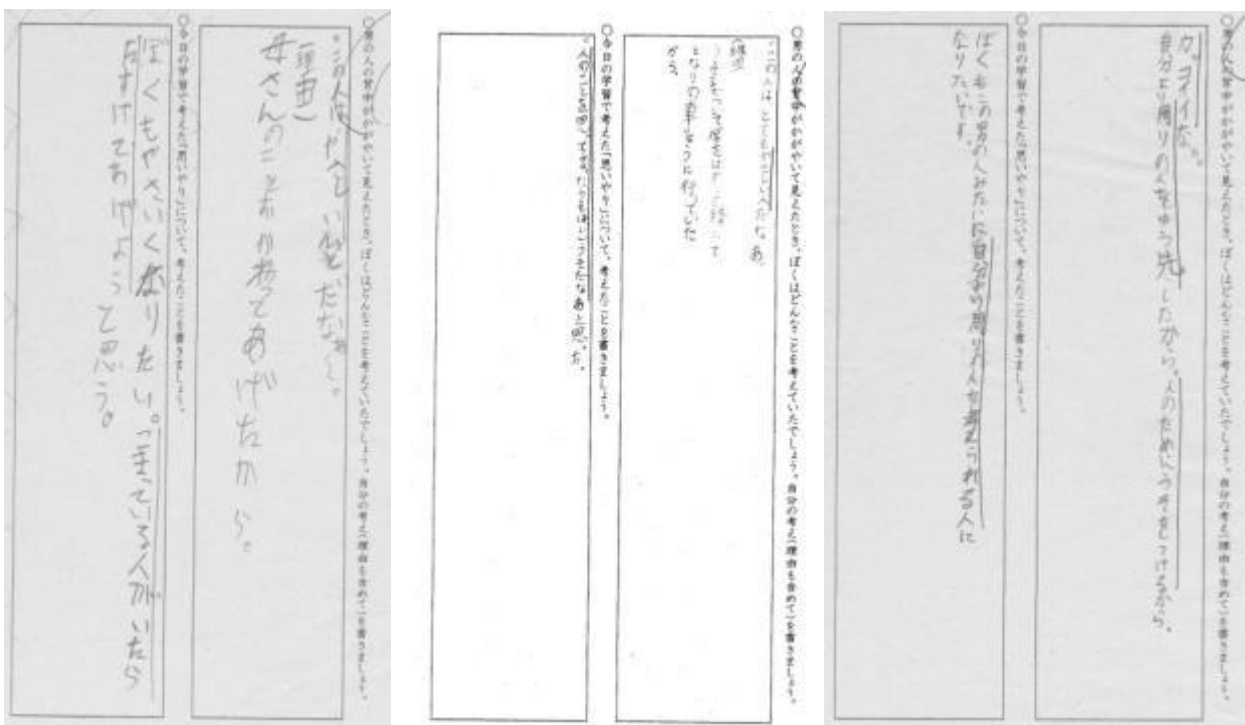 ○男の人の背中がかがやいて見えたとき、ぼくはどんなことを考えていたでしょう。自分の考え(理由も含めて)を書きましょう。
カッコイイな。
自分より周りの人をゆう先したから。人のためにうそをつけるから。
○今日の学習で考えた「思いやり」について、考えたことを書きましょう。
ぼくもこの男の人みたいに自分より周りの人を考えられる人に
なりたいです。
○男の人の背中がかがやいて見えたとき、ぼくはどんなことを考えていたでしょう。自分の考え(理由も含めて)を書きましょう。
・この人は、とてもやさしい人だなあ
(理由)
となりの車りょうに行っていた
から。
○今日の学習で考えた「思いやり」について、考えたことを書きましょう。
○男の人の背中がかがやいて見えたとき、ぼくはどんなことを考えていたでしょう。自分の考え(理由も含めて)を書きましょう。
理由)
母さんのことをかわってあげたから。
○今日の学習で考えた「思いやり」について、考えたことを書きましょう。
ぼくもやさしくなりたい。こまっている人がいたら
たすけてあげようと思う。